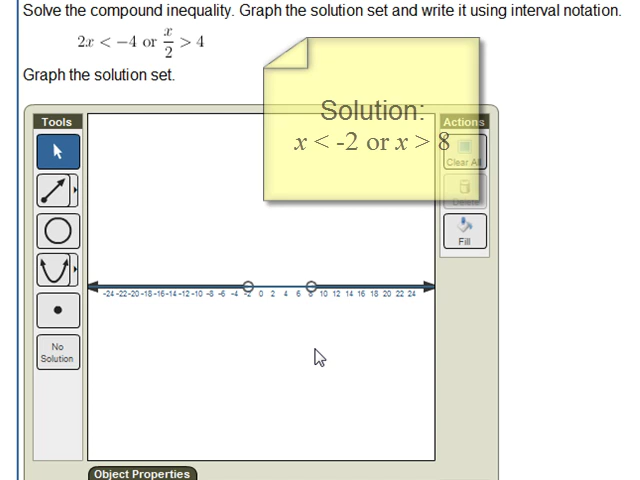 Solve the compound inequality. Graph the solution set and write it using interval notation.
2x < −4 or x/2 > 4
Graph the solution set.
Solution:
x < -2 or x > 8
Tools
Actions
Clear All
Delete
Fill
No
Solution
-24 -22 -20 -18 -16 -14 -12 -10 -8 -6 -4 -2 0 2 4 6 8 10 12 14 16 18 20 22 24
Object Properties